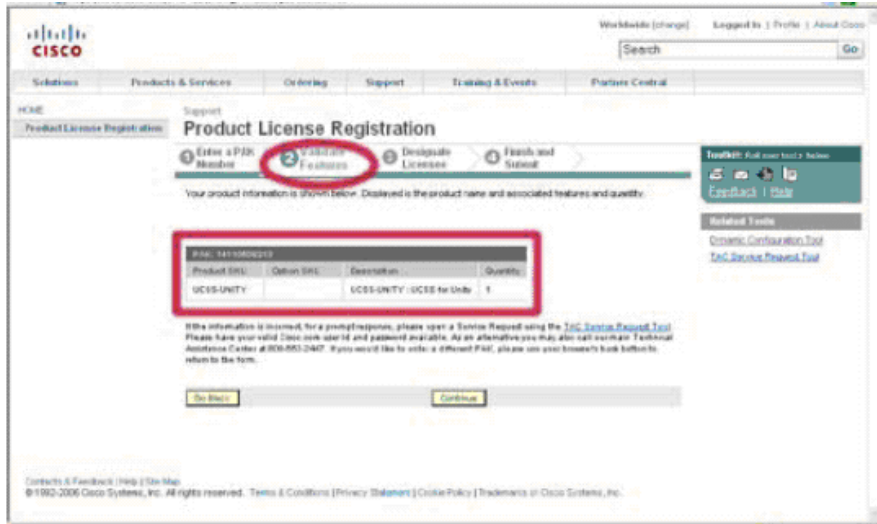 Worldwide [change] Logged In | Profile | About Cisco
CISCO
Search Go
Solutions Products & Services Ordering Support Training & Events Partner Central
HOME
Product License Registration
Support
Product License Registration
1 Enter a PAK Number
2 Validate Features
3 Designate Licensee
4 Finish and Submit
Your product information is shown below. Displayed is the product name and associated features and quantity.
PAK:
Product SKU Option SKU Description Quantity
UCSS-UNITY UCSS-UNITY : UCSS for Unity 1
If the information is incorrect, for a prompt response, please open a Service Request using the TAC Service Request Tool.
Please have your valid Cisco.com user Id and password available. As an alternative you may also call our main Technical
Assistance Center at 800-553-2447. If you would like to enter a different PAK, please use your browser's back button to
return to the form.
Go Back Continue
Toolkit: Roll over tools below
Feedback | Help
Related Tools
Dynamic Configuration Tool
TAC Service Request Tool
Contacts & Feedback | Help | Site Map
© 1992-2006 Cisco Systems, Inc. All rights reserved. Terms & Conditions | Privacy Statement | Cookie Policy | Trademarks of Cisco Systems, Inc.